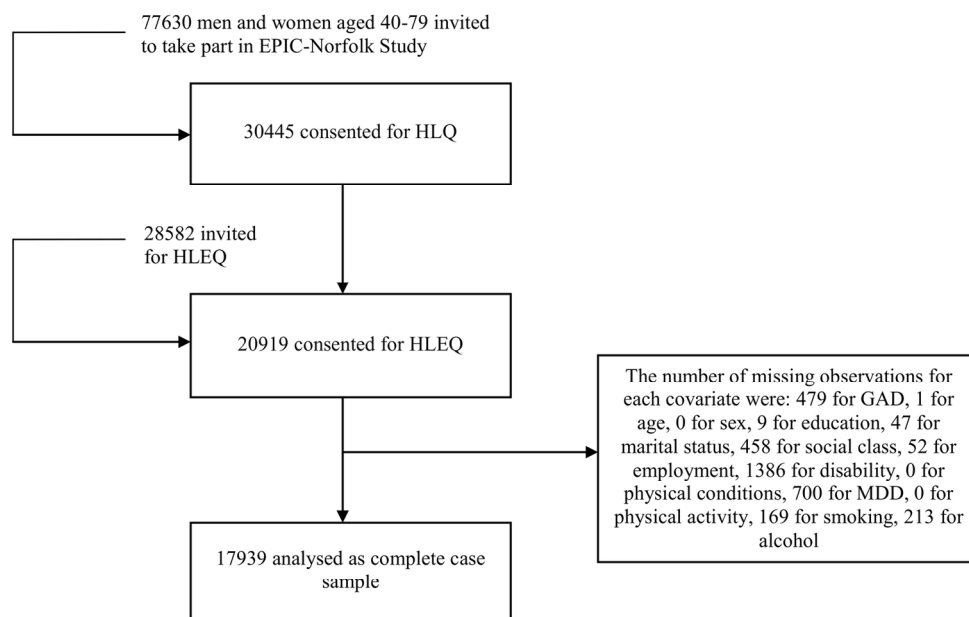 77630 men and women aged 40-79 invited
to take part in EPIC-Norfolk Study
30445 consented for HLQ
28582 invited
for HLEQ
20919 consented for HLEQ
The number of missing observations for
each covariate were: 479 for GAD, 1 for
age, 0 for sex, 9 for education, 47 for
marital status, 458 for social class, 52 for
employment, 1386 for disability, 0 for
physical conditions, 700 for MDD, 0 for
physical activity, 169 for smoking, 213 for
alcohol
17939 analysed as complete case
sample